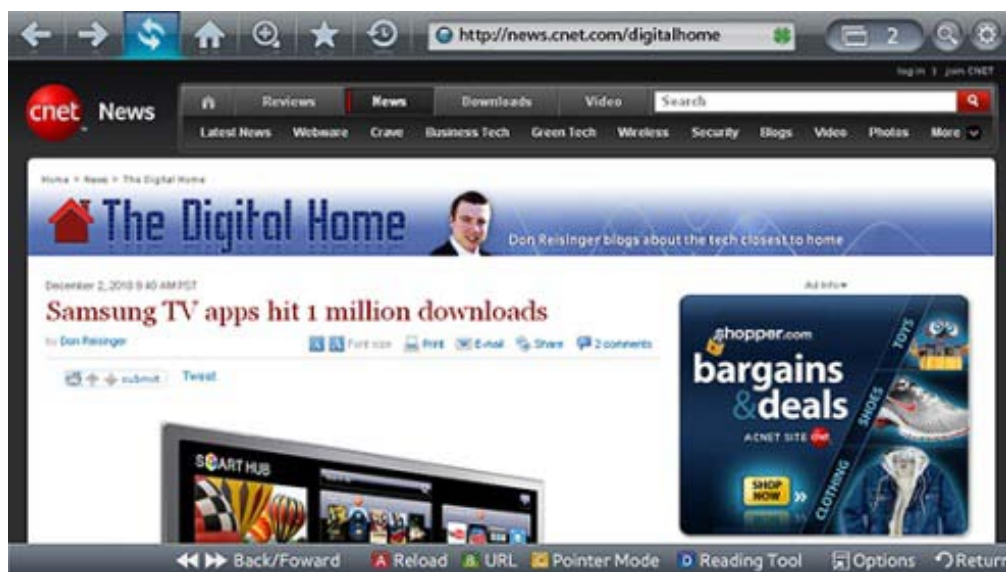 http://news.cnet.com/digitalhome
2
log in | join CNET
cnet News
Reviews News Downloads Video Search
Latest News Webware Crave Business Tech Green Tech Wireless Security Blogs Video Photos More
Home > News > The Digital Home
The Digital Home
Don Reisinger blogs about the tech closest to home
December 2, 2010 9:40 AM PST
Ad Info
Samsung TV apps hit 1 million downloads
by Don Reisinger
Font size Print E-mail Share 2 comments
submit Tweet
shopper.com
bargains
&deals
A CNET SITE cnet
SHOP
NOW
TOYS
SHOES
CLOTHING
SMART HUB
Back/Foward A Reload B URL Pointer Mode D Reading Tool Options Retur